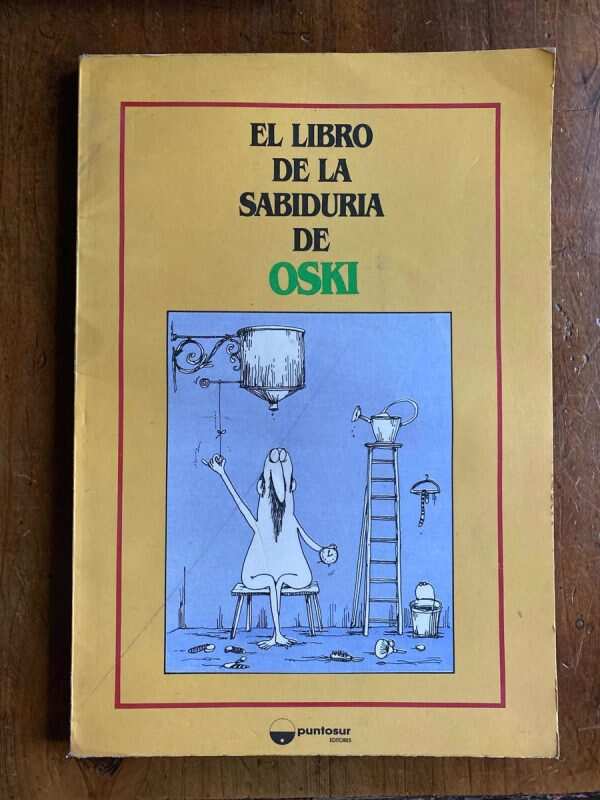 EL LIBRO
DE LA
SABIDURIA
DE
OSKI
puntosur
EDITORES